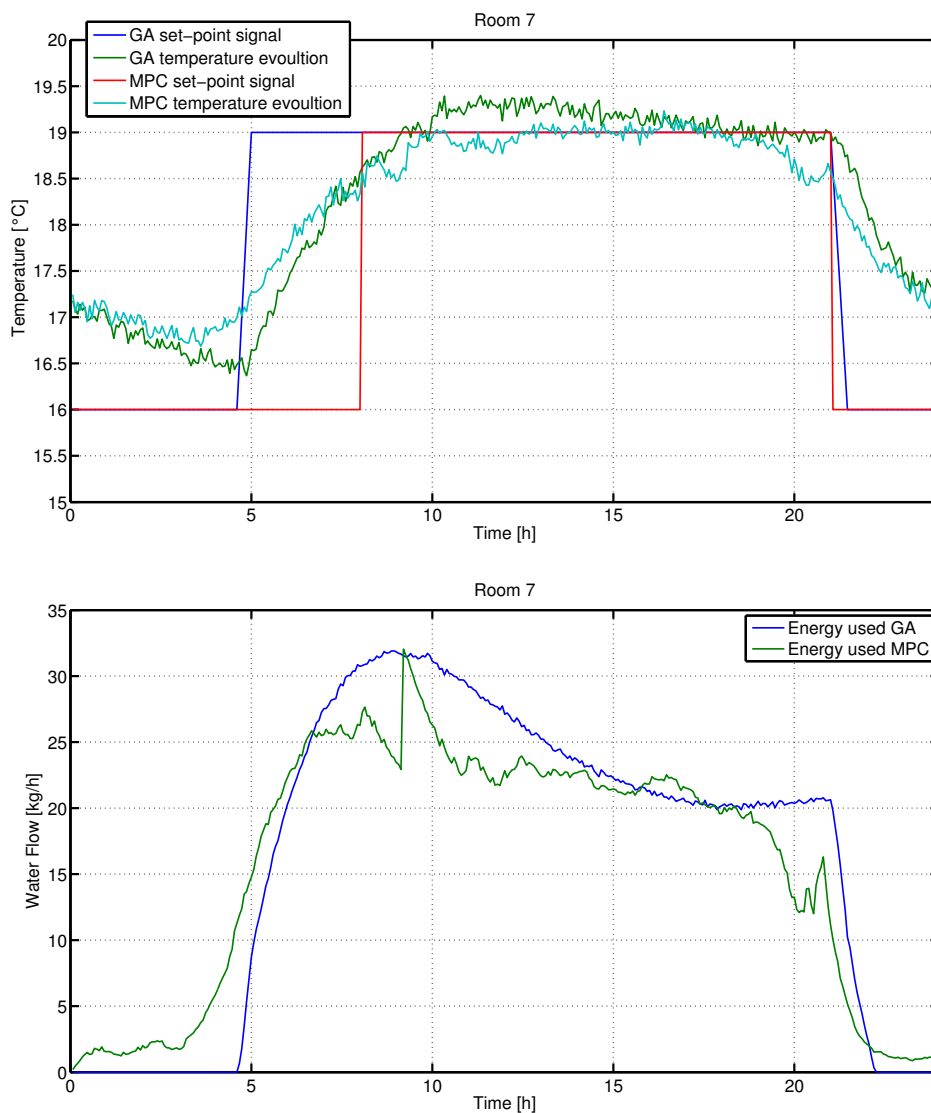 Room 7
GA set-point signal
GA temperature evoultion
MPC set-point signal
MPC temperature evoultion
Temperature [°C]
20
19.5
19
18.5
18
17.5
17
16.5
16
15.5
15
0
5
10
15
20
Time [h]
Room 7
Energy used GA
Energy used MPC
Water Flow [kg/h]
35
30
25
20
15
10
5
0
0
5
10
15
20
Time [h]